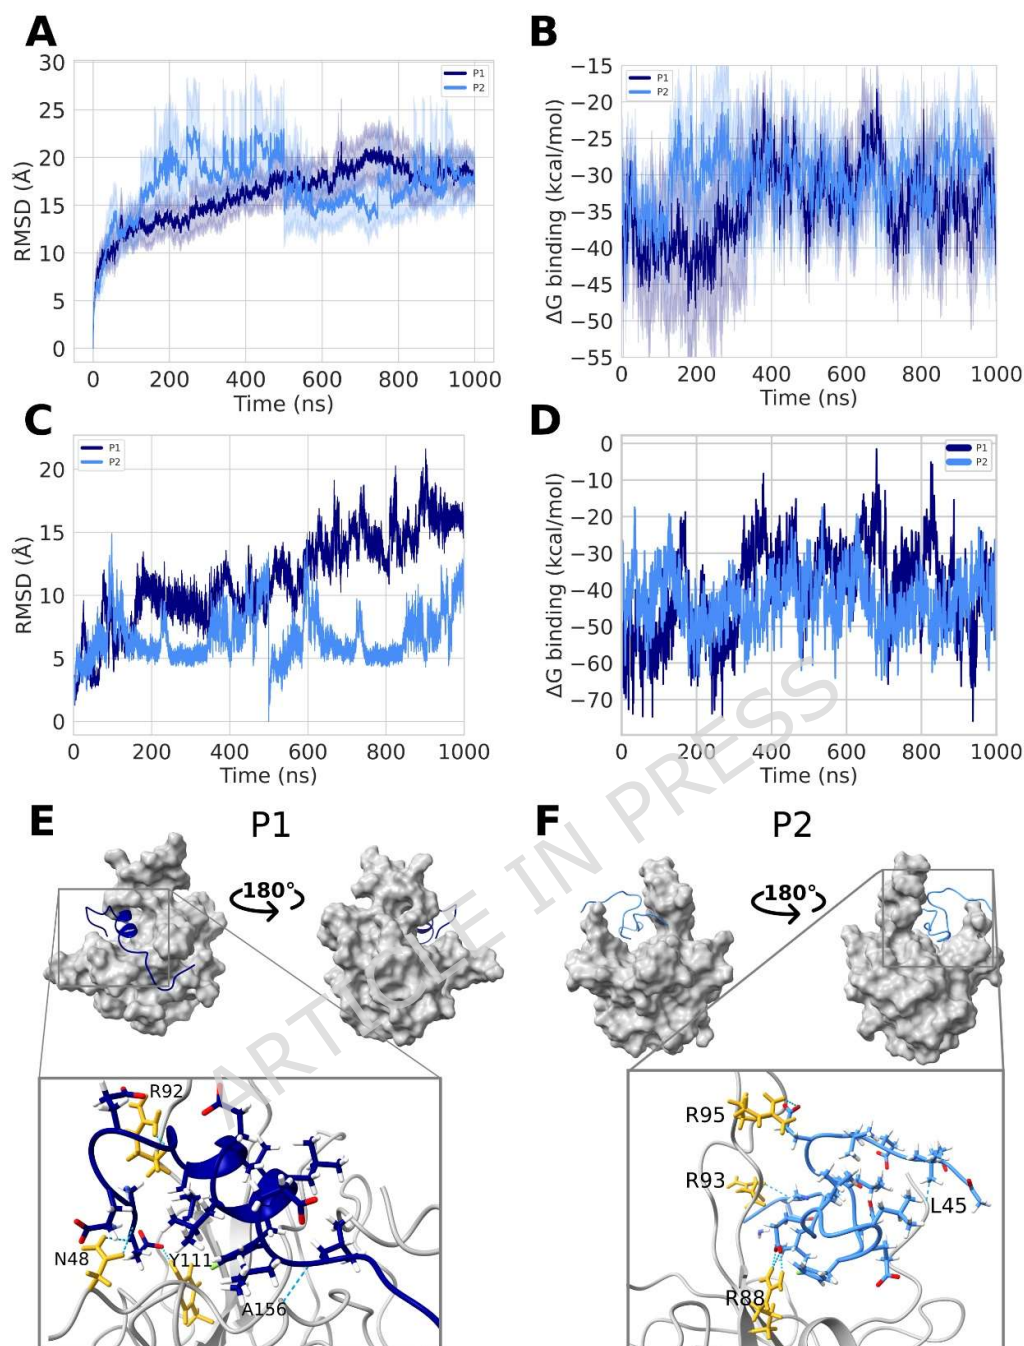 A
RMSD (Å)
30
25
20
15
10
5
0
P1
P2
0 200 400 600 800 1000
Time (ns)
B
ΔG binding (kcal/mol)
−15
−20
−25
−30
−35
−40
−45
−50
−55
P1
P2
0 200 400 600 800 1000
Time (ns)
C
RMSD (Å)
20
15
10
5
0
P1
P2
0 200 400 600 800 1000
Time (ns)
D
ΔG binding (kcal/mol)
0
−10
−20
−30
−40
−50
−60
−70
P1
P2
0 200 400 600 800 1000
Time (ns)
E P1
180°
R92
N48
Y111
A156
F P2
180°
R95
R93
L45
R88
ARTICLE IN PRESS